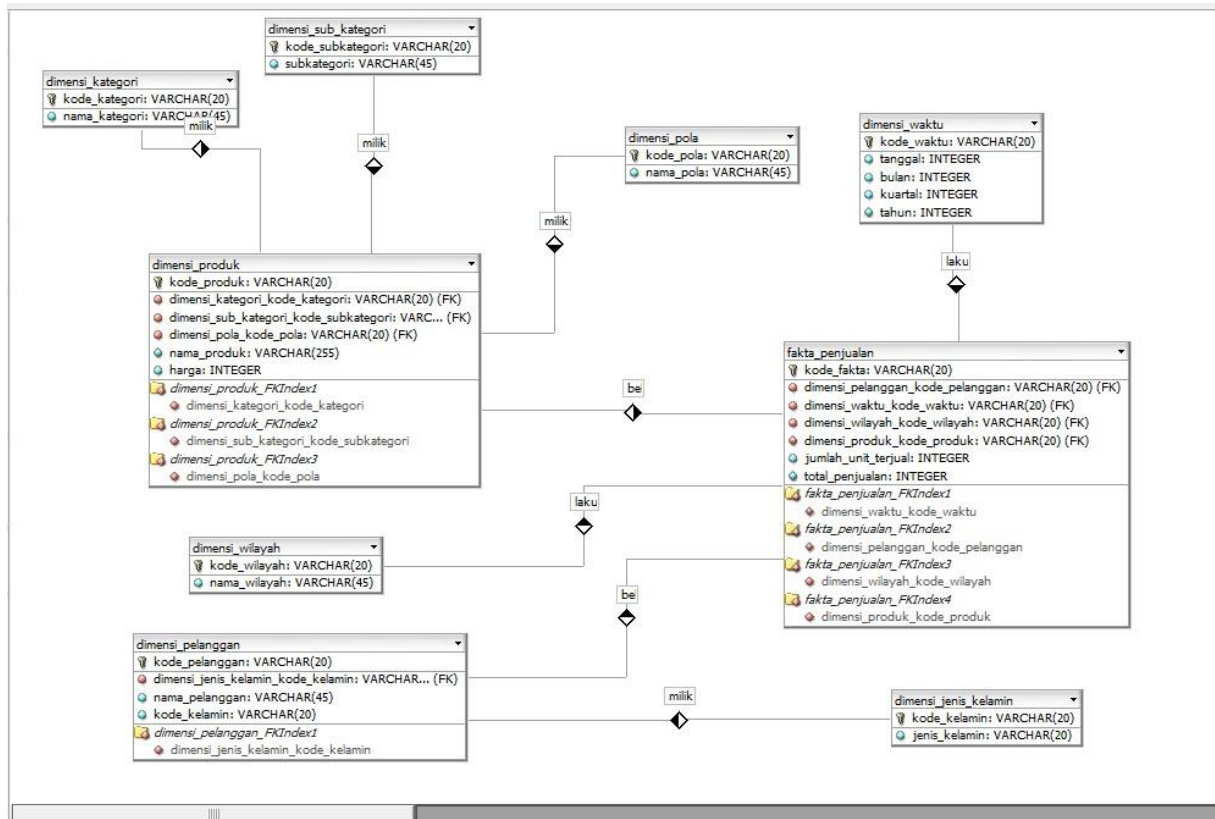 dimensi_sub_kategori
kode_subkategori: VARCHAR(20)
subkategori: VARCHAR(45)
dimensi_kategori
kode_kategori: VARCHAR(20)
nama_kategori: VARCHAR(45)
milik
milik
dimensi_pola
kode_pola: VARCHAR(20)
nama_pola: VARCHAR(45)
milik
dimensi_waktu
kode_waktu: VARCHAR(20)
tanggal: INTEGER
bulan: INTEGER
kuartal: INTEGER
tahun: INTEGER
laku
dimensi_produk
kode_produk: VARCHAR(20)
dimensi_kategori_kode_kategori: VARCHAR(20) (FK)
dimensi_sub_kategori_kode_subkategori: VARC... (FK)
dimensi_pola_kode_pola: VARCHAR(20) (FK)
nama_produk: VARCHAR(255)
harga: INTEGER
dimensi_produk_FKIndex1
dimensi_kategori_kode_kategori
dimensi_produk_FKIndex2
dimensi_sub_kategori_kode_subkategori
dimensi_produk_FKIndex3
dimensi_pola_kode_pola
be
fakta_penjualan
kode_fakta: VARCHAR(20)
dimensi_pelanggan_kode_pelanggan: VARCHAR(20) (FK)
dimensi_waktu_kode_waktu: VARCHAR(20) (FK)
dimensi_wilayah_kode_wilayah: VARCHAR(20) (FK)
dimensi_produk_kode_produk: VARCHAR(20) (FK)
jumlah_unit_terjual: INTEGER
total_penjualan: INTEGER
fakta_penjualan_FKIndex1
dimensi_waktu_kode_waktu
fakta_penjualan_FKIndex2
dimensi_pelanggan_kode_pelanggan
fakta_penjualan_FKIndex3
dimensi_wilayah_kode_wilayah
fakta_penjualan_FKIndex4
dimensi_produk_kode_produk
laku
dimensi_wilayah
kode_wilayah: VARCHAR(20)
nama_wilayah: VARCHAR(45)
be
dimensi_pelanggan
kode_pelanggan: VARCHAR(20)
dimensi_jenis_kelamin_kode_kelamin: VARCHAR... (FK)
nama_pelanggan: VARCHAR(45)
kode_kelamin: VARCHAR(20)
dimensi_pelanggan_FKIndex1
dimensi_jenis_kelamin_kode_kelamin
milik
dimensi_jenis_kelamin
kode_kelamin: VARCHAR(20)
jenis_kelamin: VARCHAR(20)